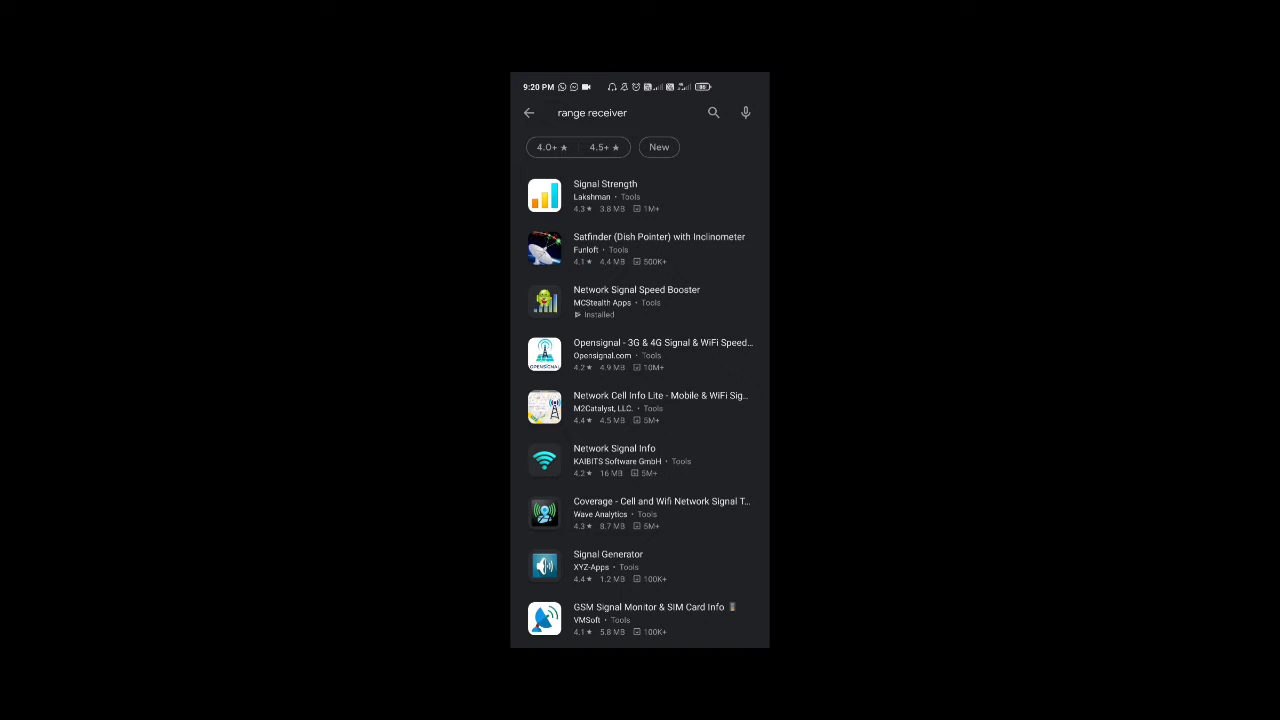 9:20 PM
range receiver
4.0+ ★ 4.5+ ★ New
Signal Strength
Lakshman • Tools
4.3 ★ 3.8 MB 1M+
Satfinder (Dish Pointer) with Inclinometer
Funloft • Tools
4.1 ★ 4.4 MB 500K+
Network Signal Speed Booster
MCStealth Apps • Tools
Installed
Opensignal - 3G & 4G Signal & WiFi Speed...
Opensignal.com • Tools
4.2 ★ 4.9 MB 10M+
OPENSIGNAL
Network Cell Info Lite - Mobile & WiFi Sig...
M2Catalyst, LLC. • Tools
4.4 ★ 4.5 MB 5M+
Network Signal Info
KAIBITS Software GmbH • Tools
4.2 ★ 16 MB 5M+
Coverage - Cell and Wifi Network Signal T...
Wave Analytics • Tools
4.3 ★ 8.7 MB 5M+
Signal Generator
XYZ-Apps • Tools
4.4 ★ 1.2 MB 100K+
GSM Signal Monitor & SIM Card Info
VMSoft • Tools
4.1 ★ 5.8 MB 100K+